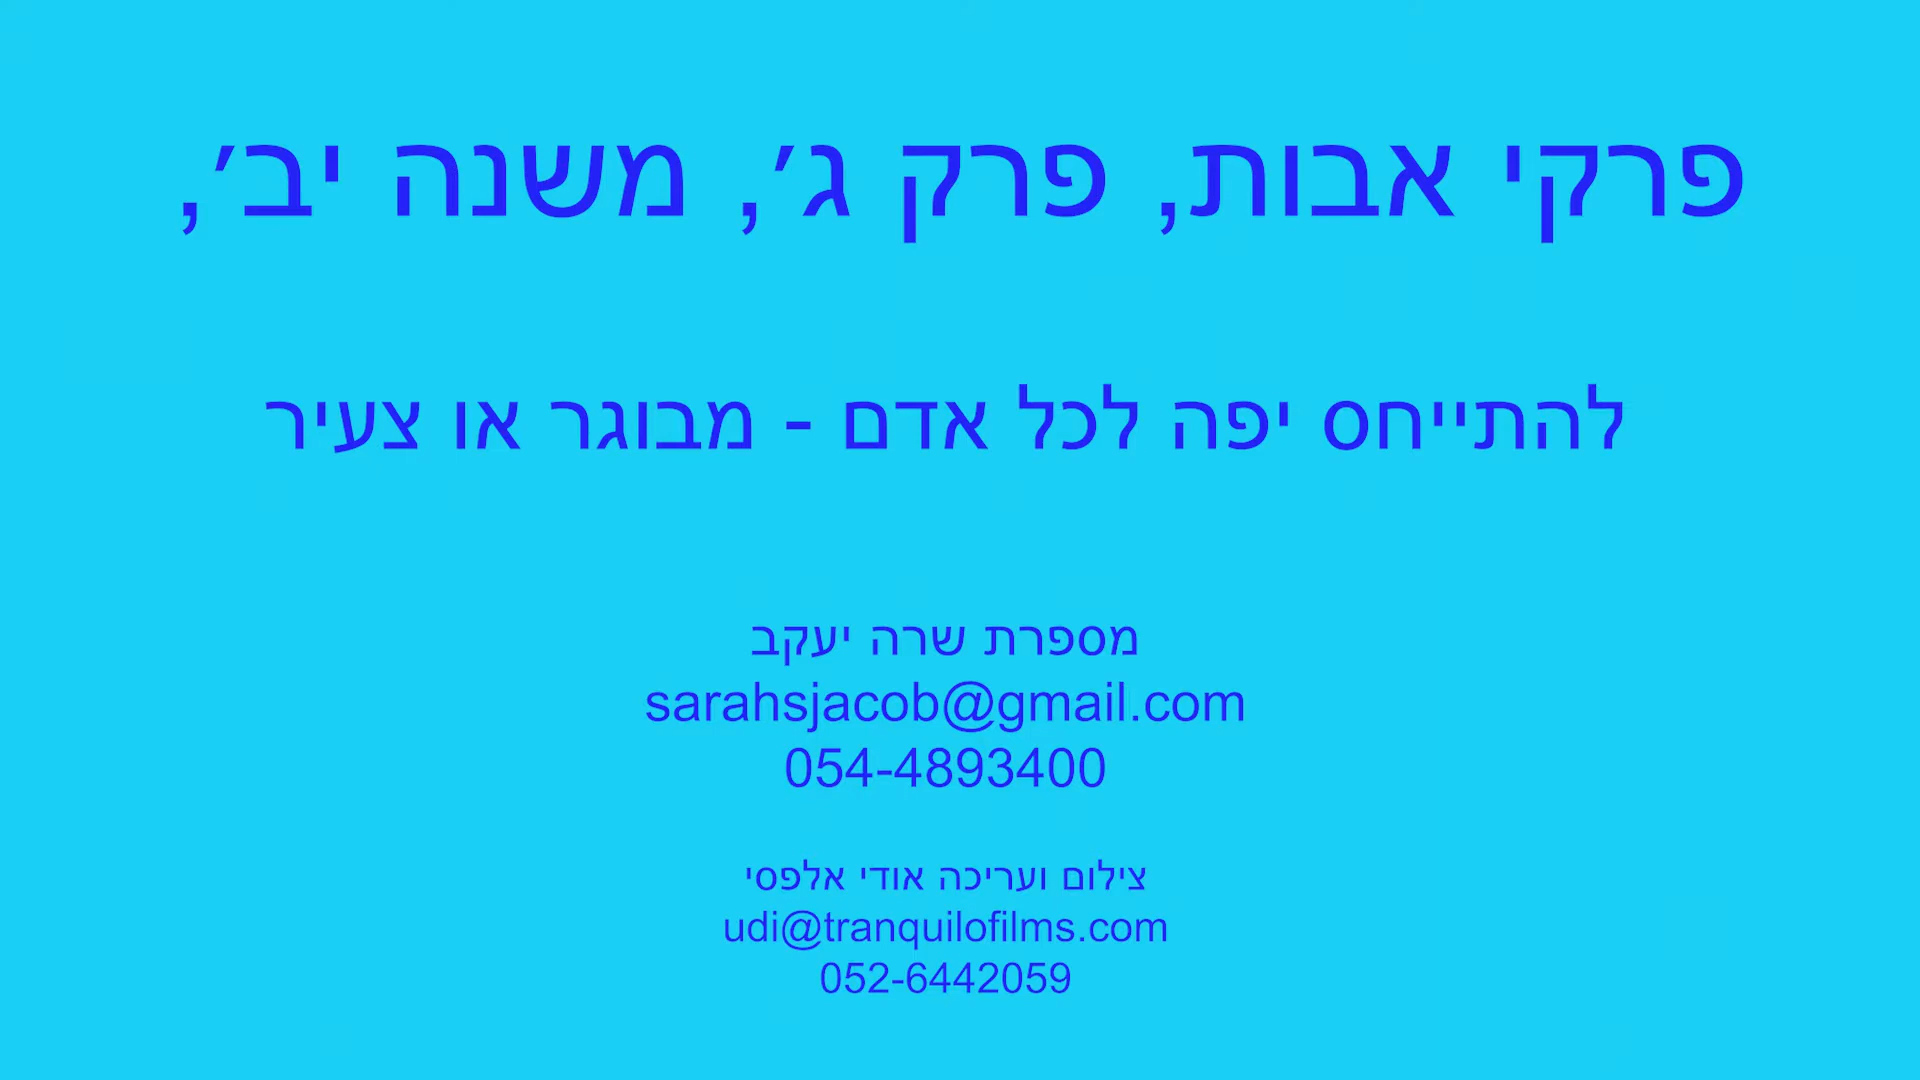 פרקי אבות, פרק ג׳, משנה יב׳,
להתייחס יפה לכל אדם - מבוגר או צעיר
מספרת שרה יעקב
sarahsjacob@gmail.com
054-4893400
צילום ועריכה אודי אלפסי
udi@tranquilofilms.com
052-6442059